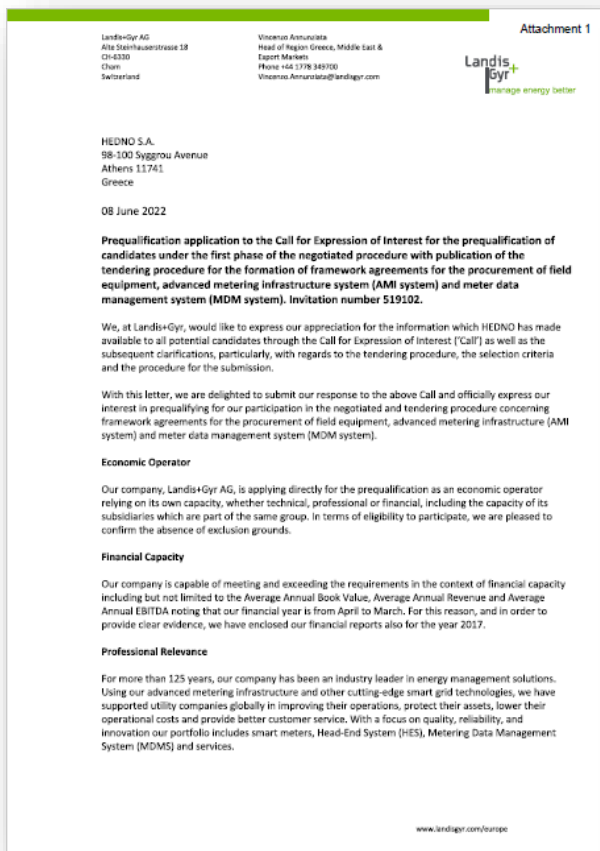 Attachment 1
Landis+Gyr AG
Alte Steinhauserstrasse 18
CH-6330
Cham
Switzerland
Vincenzo Annunziata
Head of Region Greece, Middle East &
Export Markets
Phone +44 1778 349700
Vincenzo.Annunziata@landisgyr.com
Landis
Gyr+
manage energy better
HEDNO S.A.
98-100 Syggrou Avenue
Athens 11741
Greece
08 June 2022
Prequalification application to the Call for Expression of Interest for the prequalification of
candidates under the first phase of the negotiated procedure with publication of the
tendering procedure for the formation of framework agreements for the procurement of field
equipment, advanced metering infrastructure system (AMI system) and meter data
management system (MDM system). Invitation number 519102.
We, at Landis+Gyr, would like to express our appreciation for the information which HEDNO has made
available to all potential candidates through the Call for Expression of Interest ('Call') as well as the
subsequent clarifications, particularly, with regards to the tendering procedure, the selection criteria
and the procedure for the submission.
With this letter, we are delighted to submit our response to the above Call and officially express our
interest in prequalifying for our participation in the negotiated and tendering procedure concerning
framework agreements for the procurement of field equipment, advanced metering infrastructure (AMI
system) and meter data management system (MDM system).
Economic Operator
Our company, Landis+Gyr AG, is applying directly for the prequalification as an economic operator
relying on its own capacity, whether technical, professional or financial, including the capacity of its
subsidiaries which are part of the same group. In terms of eligibility to participate, we are pleased to
confirm the absence of exclusion grounds.
Financial Capacity
Our company is capable of meeting and exceeding the requirements in the context of financial capacity
including but not limited to the Average Annual Book Value, Average Annual Revenue and Average
Annual EBITDA noting that our financial year is from April to March. For this reason, and in order to
provide clear evidence, we have enclosed our financial reports also for the year 2017.
Professional Relevance
For more than 125 years, our company has been an industry leader in energy management solutions.
Using our advanced metering infrastructure and other cutting-edge smart grid technologies, we have
supported utility companies globally in improving their operations, protect their assets, lower their
operational costs and provide better customer service. With a focus on quality, reliability, and
innovation our portfolio includes smart meters, Head-End System (HES), Metering Data Management
System (MDMS) and services.
www.landisgyr.com/europe